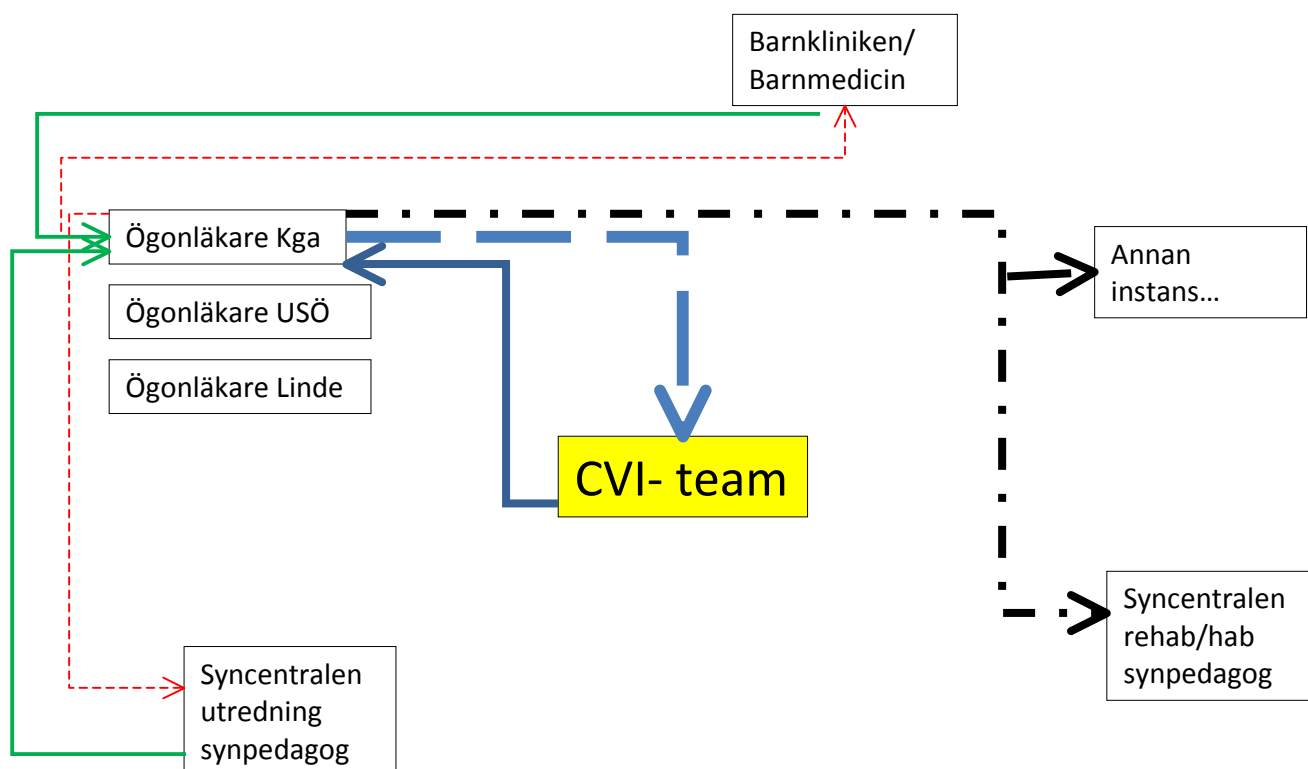 Barnkliniken/
Barnmedicin
Ögonläkare Kga
Annan
instans...
Ögonläkare USÖ
Ögonläkare Linde
CVI- team
Syncentralen
rehab/hab
synpedagog
Syncentralen
utredning
synpedagog